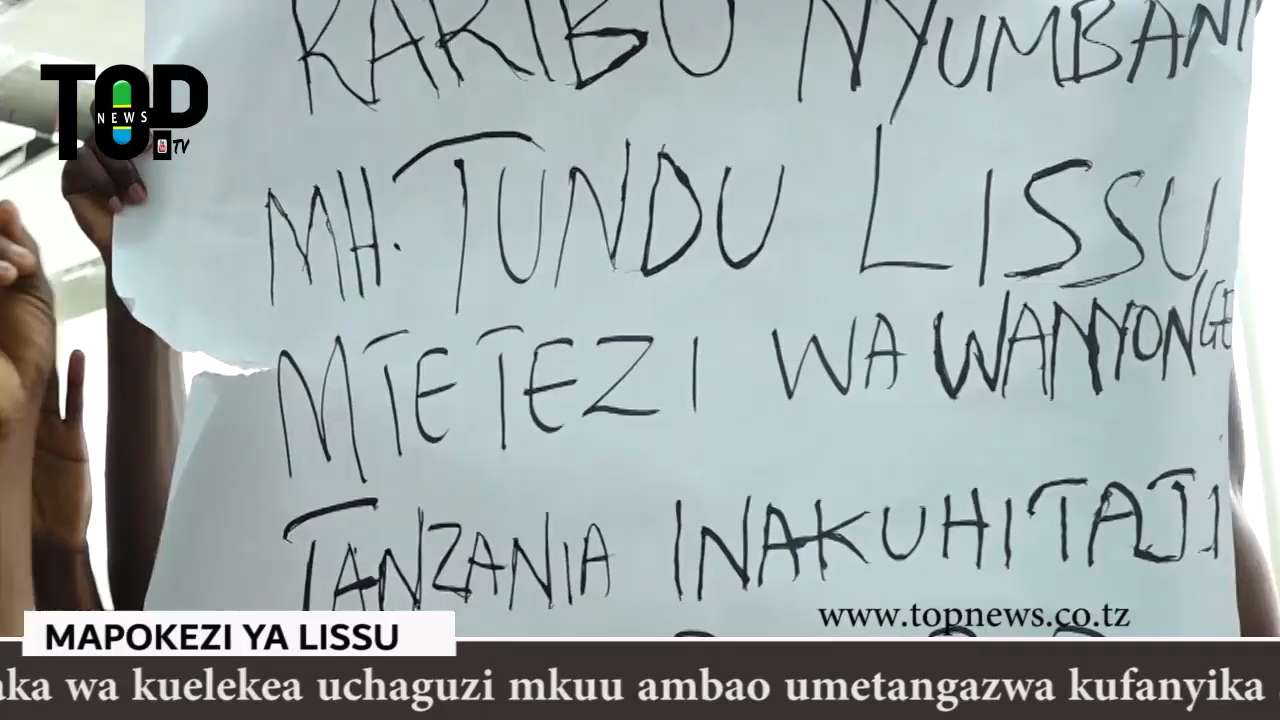 KARIBU NYUMBANI
MH. TUNDU LISSU
MTETEZI WA WANYONGE
TANZANIA INAKUHITAJI
TOP
NEWS
TV
www.topnews.co.tz
MAPOKEZI YA LISSU
aka wa kuelekea uchaguzi mkuu ambao umetangazwa kufanyika